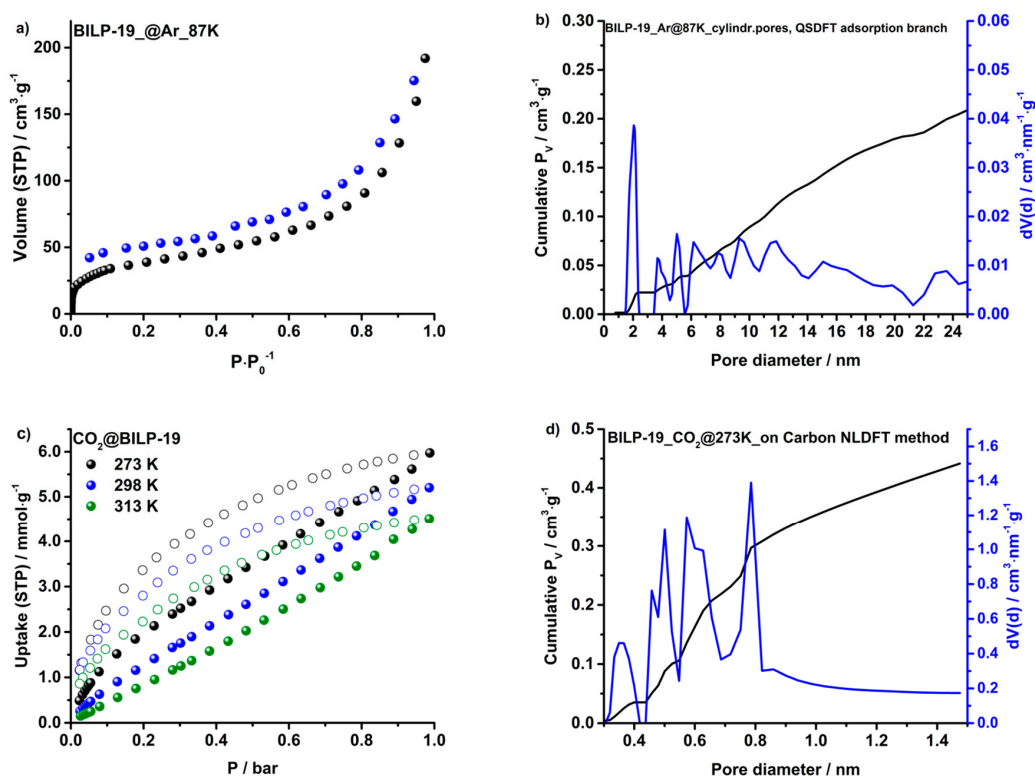 a)
BILP-19_@Ar_87K
200
150
100
50
0
0.0 0.2 0.4 0.6 0.8 1.0
Volume (STP) / cm³·g⁻¹
P·P₀⁻¹
b)
BILP-19_Ar@87K_cylindr.pores, QSDFT adsorption branch
0.30
0.25
0.20
0.15
0.10
0.05
0.00
Cumulative Pᵥ / cm³·g⁻¹
0 2 4 6 8 10 12 14 16 18 20 22 24
Pore diameter / nm
0.06
0.05
0.04
0.03
0.02
0.01
0.00
dV(d) / cm³·nm⁻¹·g⁻¹
c)
CO₂@BILP-19
273 K
298 K
313 K
6.0
5.0
4.0
3.0
2.0
1.0
0.0
Uptake (STP) / mmol·g⁻¹
0.0 0.2 0.4 0.6 0.8 1.0
P / bar
d)
BILP-19_CO₂@273K_on Carbon NLDFT method
0.5
0.4
0.3
0.2
0.1
0.0
Cumulative Pᵥ / cm³·g⁻¹
0.4 0.6 0.8 1.0 1.2 1.4
Pore diameter / nm
1.6
1.4
1.2
1.0
0.8
0.6
0.4
0.2
0.0
dV(d) / cm³·nm⁻¹·g⁻¹